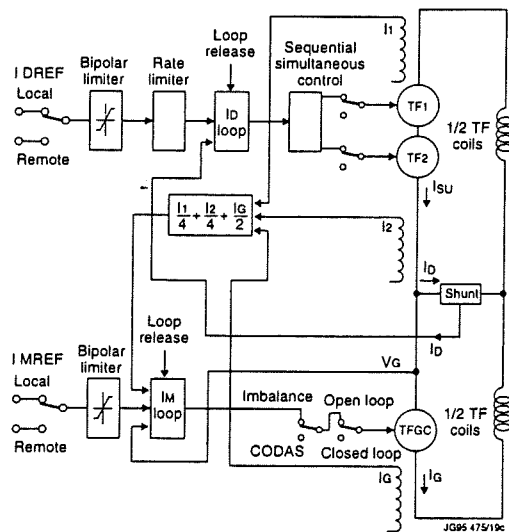 I1
I DREF
Local
Remote
Bipolar
limiter
Rate
limiter
Loop
release
ID
loop
Sequential
simultaneous
control
TF1
TF2
1/2 TF
coils
ISU
I1/4 + I2/4 + IG/2
I2
ID
Shunt
ID
VG
I MREF
Local
Remote
Bipolar
limiter
Loop
release
IM
loop
Imbalance
Open loop
CODAS
Closed loop
TFGC
1/2 TF
coils
IG
IG
JG95 475/19c